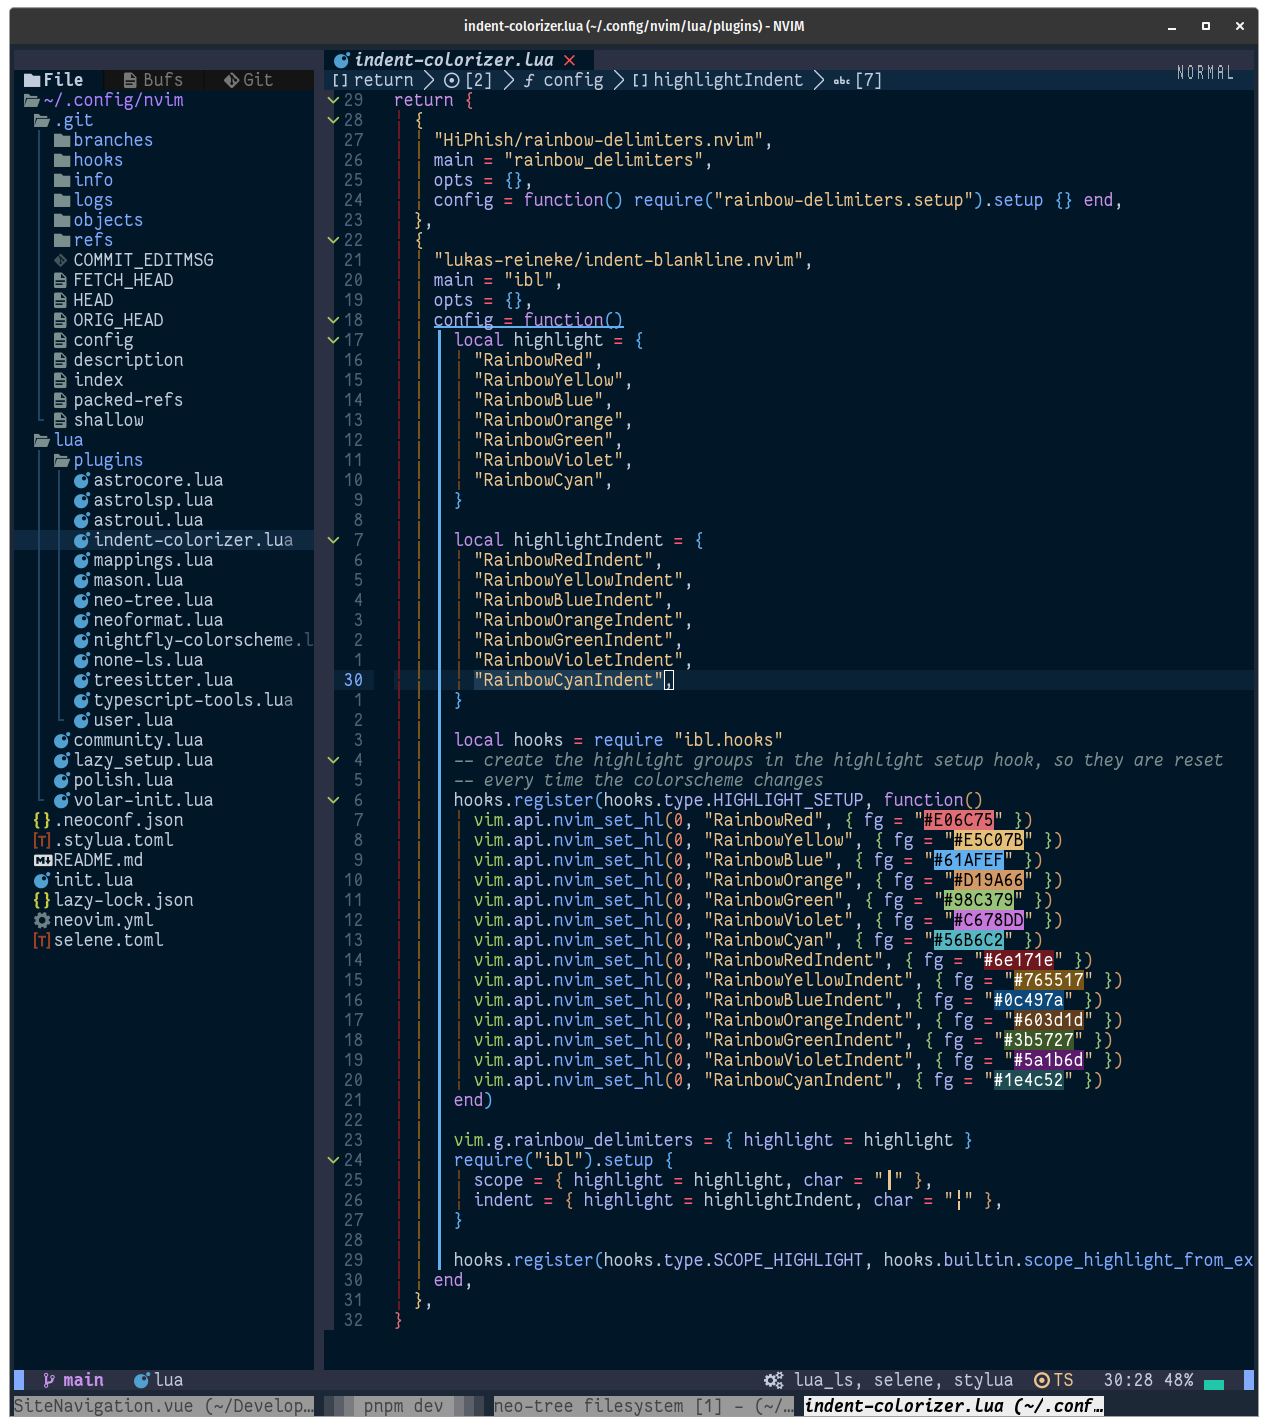 indent-colorizer.lua (~/.config/nvim/lua/plugins) - NVIM
indent-colorizer.lua
File Bufs Git
return [2] ƒ config [] highlightIndent abc [7]
NORMAL
~/.config/nvim
.git
branches
hooks
info
logs
objects
refs
COMMIT_EDITMSG
FETCH_HEAD
HEAD
ORIG_HEAD
config
description
index
packed-refs
shallow
lua
plugins
astrocore.lua
astrolsp.lua
astroui.lua
indent-colorizer.lua
mappings.lua
mason.lua
neo-tree.lua
neoformat.lua
nightfly-colorscheme.l
none-ls.lua
treesitter.lua
typescript-tools.lua
user.lua
community.lua
lazy_setup.lua
polish.lua
volar-init.lua
.neoconf.json
.stylua.toml
README.md
init.lua
lazy-lock.json
neovim.yml
selene.toml
29 return {
28 {
27 "HiPhish/rainbow-delimiters.nvim",
26 main = "rainbow_delimiters",
25 opts = {},
24 config = function() require("rainbow-delimiters.setup").setup {} end,
23 },
22 {
21 "lukas-reineke/indent-blankline.nvim",
20 main = "ibl",
19 opts = {},
18 config = function()
17 local highlight = {
16 "RainbowRed",
15 "RainbowYellow",
14 "RainbowBlue",
13 "RainbowOrange",
12 "RainbowGreen",
11 "RainbowViolet",
10 "RainbowCyan",
9 }
8
7 local highlightIndent = {
6 "RainbowRedIndent",
5 "RainbowYellowIndent",
4 "RainbowBlueIndent",
3 "RainbowOrangeIndent",
2 "RainbowGreenIndent",
1 "RainbowVioletIndent",
30 "RainbowCyanIndent",
1 }
2
3 local hooks = require "ibl.hooks"
4 -- create the highlight groups in the highlight setup hook, so they are reset
5 -- every time the colorscheme changes
6 hooks.register(hooks.type.HIGHLIGHT_SETUP, function()
7 vim.api.nvim_set_hl(0, "RainbowRed", { fg = "#E06C75" })
8 vim.api.nvim_set_hl(0, "RainbowYellow", { fg = "#E5C07B" })
9 vim.api.nvim_set_hl(0, "RainbowBlue", { fg = "#61AFEF" })
10 vim.api.nvim_set_hl(0, "RainbowOrange", { fg = "#D19A66" })
11 vim.api.nvim_set_hl(0, "RainbowGreen", { fg = "#98C379" })
12 vim.api.nvim_set_hl(0, "RainbowViolet", { fg = "#C678DD" })
13 vim.api.nvim_set_hl(0, "RainbowCyan", { fg = "#56B6C2" })
14 vim.api.nvim_set_hl(0, "RainbowRedIndent", { fg = "#6e171e" })
15 vim.api.nvim_set_hl(0, "RainbowYellowIndent", { fg = "#765517" })
16 vim.api.nvim_set_hl(0, "RainbowBlueIndent", { fg = "#0c497a" })
17 vim.api.nvim_set_hl(0, "RainbowOrangeIndent", { fg = "#603d1d" })
18 vim.api.nvim_set_hl(0, "RainbowGreenIndent", { fg = "#3b5727" })
19 vim.api.nvim_set_hl(0, "RainbowVioletIndent", { fg = "#5a1b6d" })
20 vim.api.nvim_set_hl(0, "RainbowCyanIndent", { fg = "#1e4c52" })
21 end)
22
23 vim.g.rainbow_delimiters = { highlight = highlight }
24 require("ibl").setup {
25 scope = { highlight = highlight, char = "┃" },
26 indent = { highlight = highlightIndent, char = "¦" },
27 }
28
29 hooks.register(hooks.type.SCOPE_HIGHLIGHT, hooks.builtin.scope_highlight_from_ex
30 end,
31 },
32 }
main lua lua_ls, selene, stylua TS 30:28 48%
SiteNavigation.vue (~/Develop… pnpm dev neo-tree filesystem [1] - (~/… indent-colorizer.lua (~/.conf…